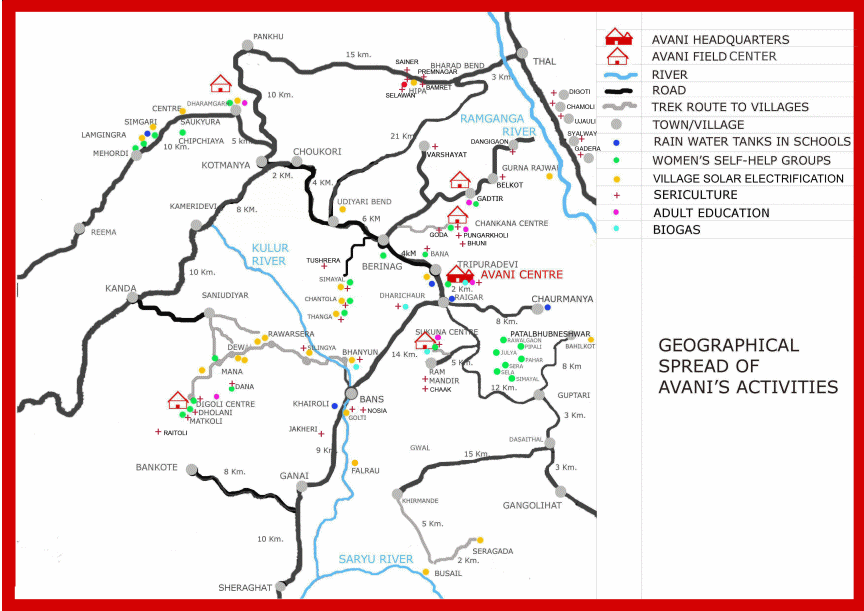 PANKHU
15 km.
SAINER
PREMNAGAR
BHARAD BEND
THAL
3 Km.
HIPA
BAMRET
SELAWAN
DIGOTI
CHAMOLI
UJAULI
SYALWAY
GADERA
DHARAMGARH
10 Km.
CENTRE
SAUKYURA
SIMGARI
LAMGINGRA
CHIPCHIYA
5 km
10 Km.
MEHORDI
KOTMANYA
CHOUKORI
2 KM.
4 KM.
21 Km.
RAMGANGA
RIVER
DANGIGAON
VARSHAYAT
GURNA RAJWAR
BELKOT
GADTIR
KAMERIDEVI
8 KM.
UDIYARI BEND
6 KM
CHANKANA CENTRE
GODA
PUNGARKHOLI
BHUNI
REEMA
KULUR
RIVER
TUSHRERA
BERINAG
4kM
BANA
TRIPURADEVI
AVANI CENTRE
10 Km.
SIMAYAL
2 Km.
RAIGAR
DHARICHAUR
CHAURMANYA
KANDA
SANIUDIYAR
CHANTOLA
THANGA
8 Km.
RAWARSERA
DEWAL
SILINGYA
BHANYUN
SUKUNA CENTRE
PATALBHUBNESHWAR
RAWALGAON
PIPALI
BAHILKOT
JULYA
PAHAR
SERA
SELA
SIMAYAL
14 Km.
5 Km.
8 Km
RAM
MANDIR
CHAAK
12 Km.
GUPTARI
MANA
DANA
DIGOLI CENTRE
DHOLANI
MATKOLI
RAITOLI
BANS
KHAIROLI
NOSIA
GOLTI
JAKHERI
3 Km.
DASAITHAL
GWAL
15 Km.
9 Km
FALRAU
BANKOTE
8 Km.
GANAI
3 Km.
KHIRMANDE
GANGOLIHAT
5 Km.
10 Km.
SERAGADA
2 Km.
SARYU RIVER
BUSAIL
SHERAGHAT
AVANI HEADQUARTERS
AVANI FIELD CENTER
RIVER
ROAD
TREK ROUTE TO VILLAGES
TOWN/VILLAGE
RAIN WATER TANKS IN SCHOOLS
WOMEN'S SELF-HELP GROUPS
VILLAGE SOLAR ELECTRIFICATION
SERICULTURE
ADULT EDUCATION
BIOGAS
GEOGRAPHICAL
SPREAD OF
AVANI'S ACTIVITIES